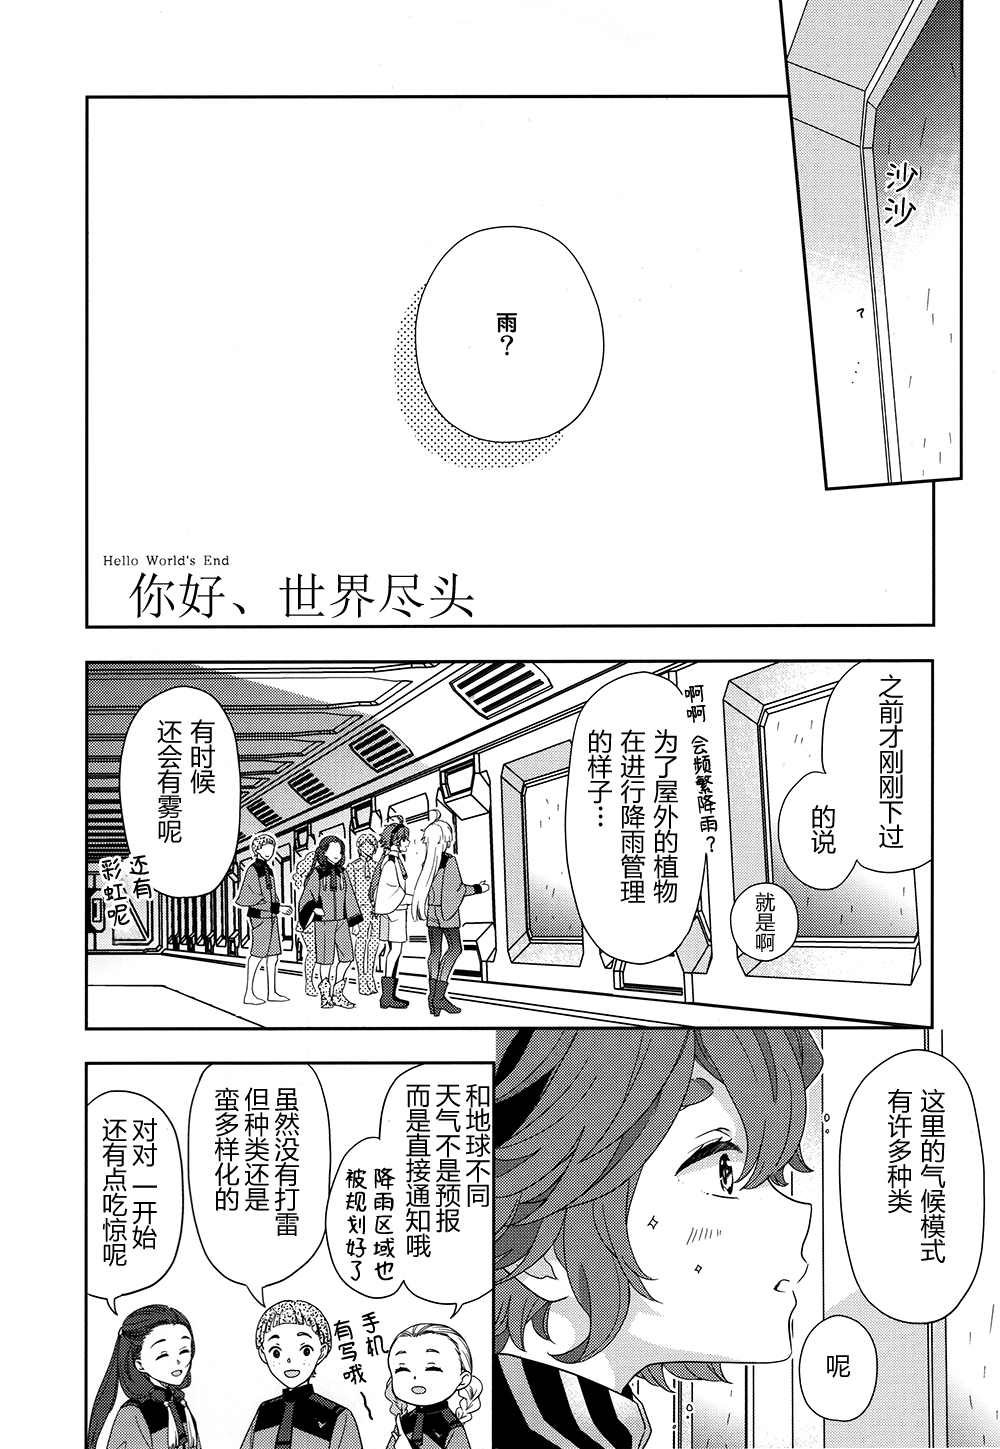 沙
沙
雨?
Hello World's End
你好、世界尽头
之前才刚刚下过
的说
就是啊
啊啊
会频繁降雨?
为了屋外的植物
在进行降雨管理
的样子…
有时候
还会有雾呢
还有
彩虹呢
这里的气候模式
有许多种类
呢
和地球不同
天气不是预报
而是直接通知哦
降雨区域也
被规划好了
手机
有写哦
虽然没有打雷
但种类还是
蛮多样化的
对对 一开始
还有点吃惊呢